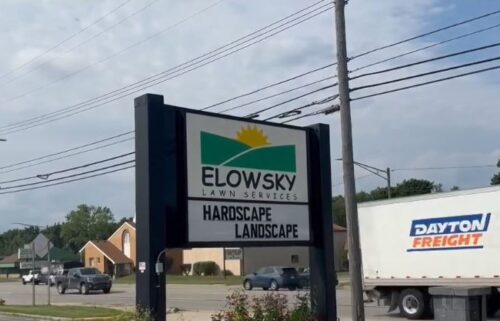 ELOWSKY
LAWN SERVICES
HARDSCAPE
LANDSCAPE
DAYTON
FREIGHT